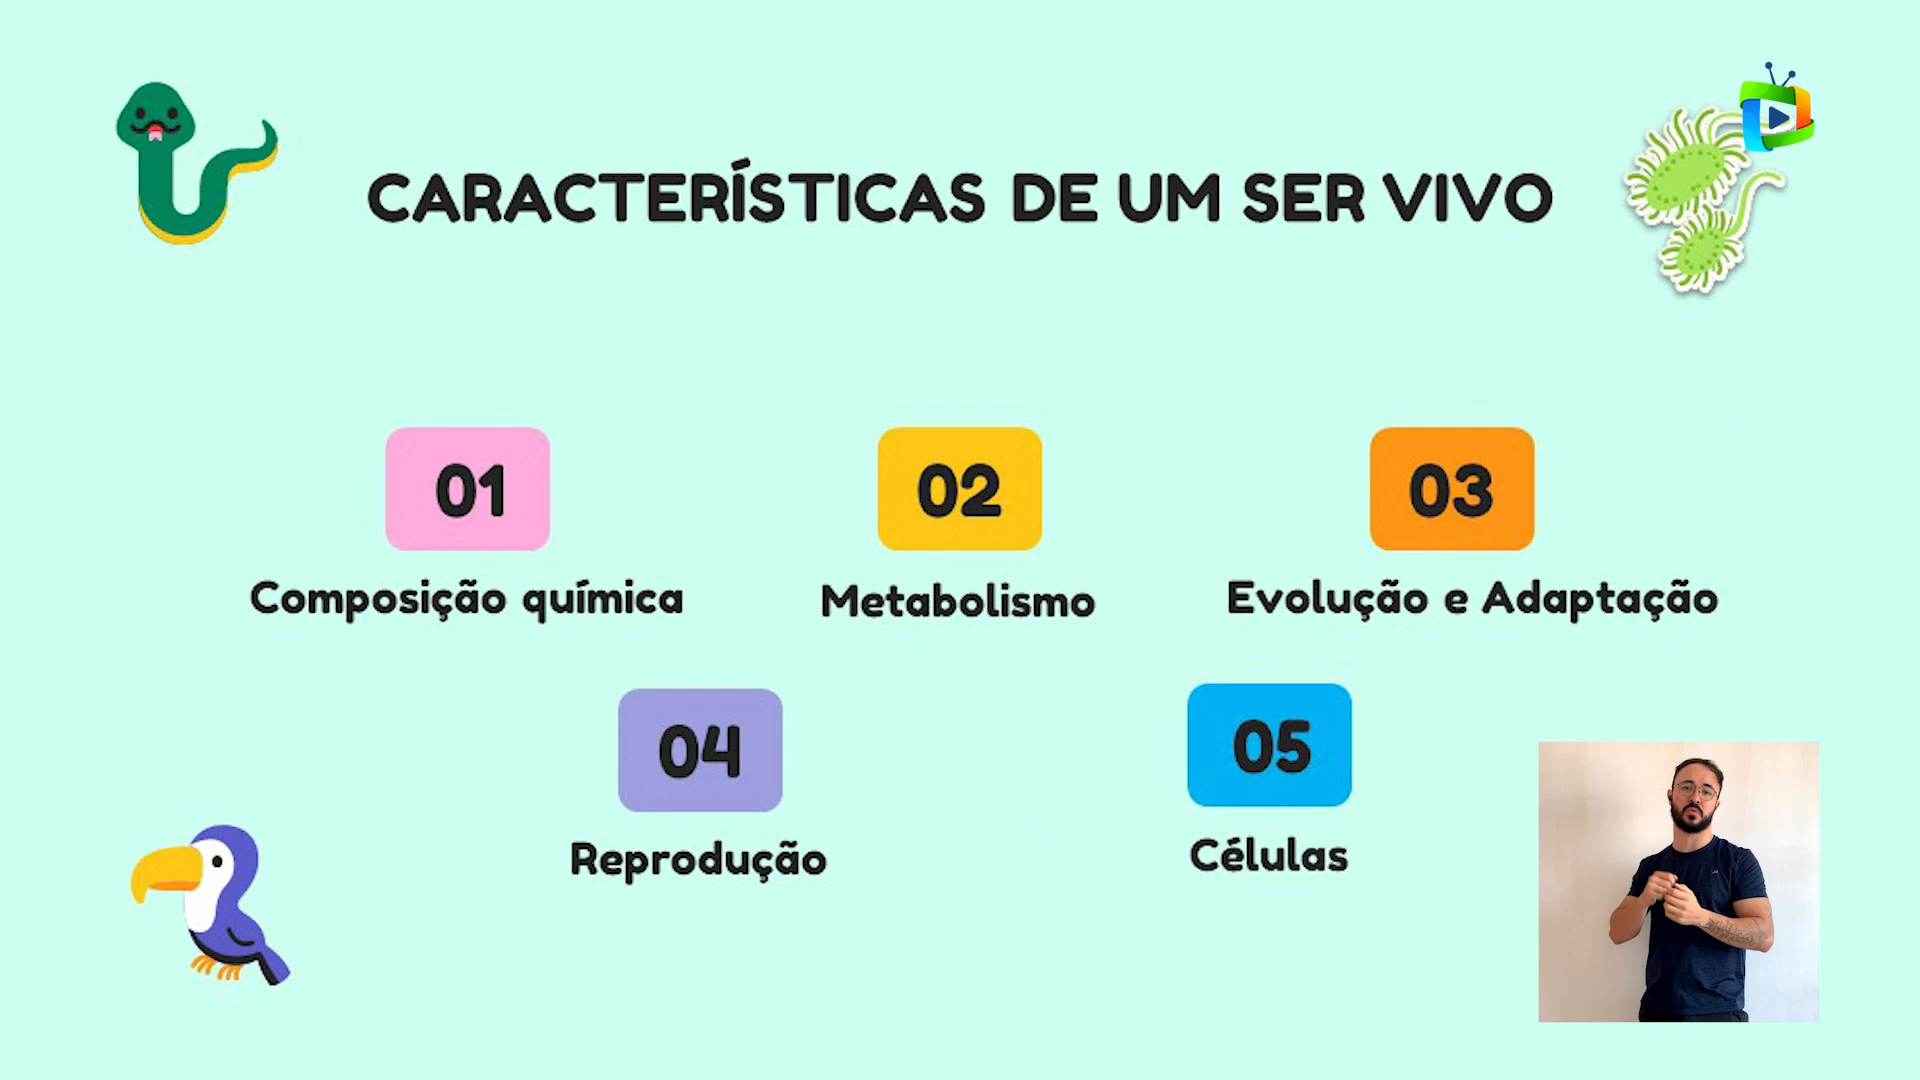 CARACTERÍSTICAS DE UM SER VIVO
01
02
03
Composição química
Metabolismo
Evolução e Adaptação
04
05
Reprodução
Células